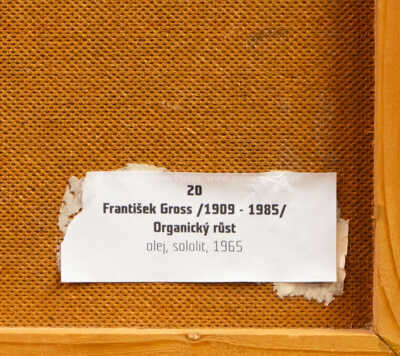 20
František Gross /1909 - 1985/
Organický růst
olej, sololit, 1965